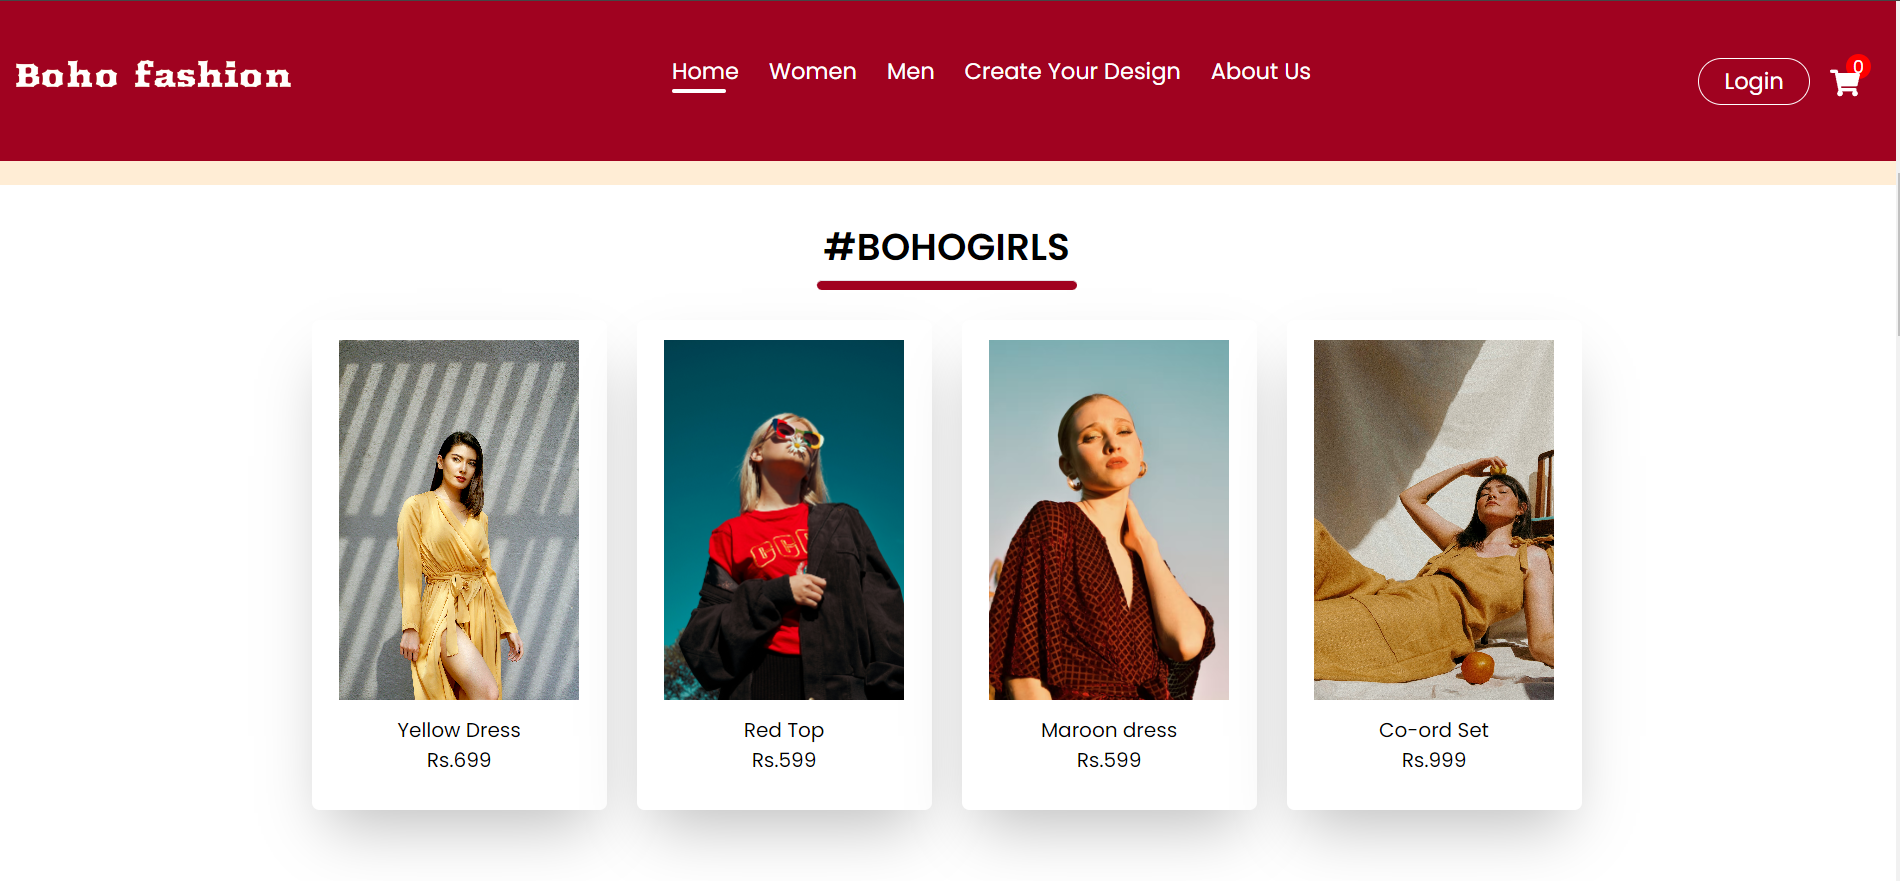 Boho fashion
Home Women Men Create Your Design About Us
Login
0
#BOHOGIRLS
Yellow Dress
Rs.699
Red Top
Rs.599
Maroon dress
Rs.599
Co-ord Set
Rs.999